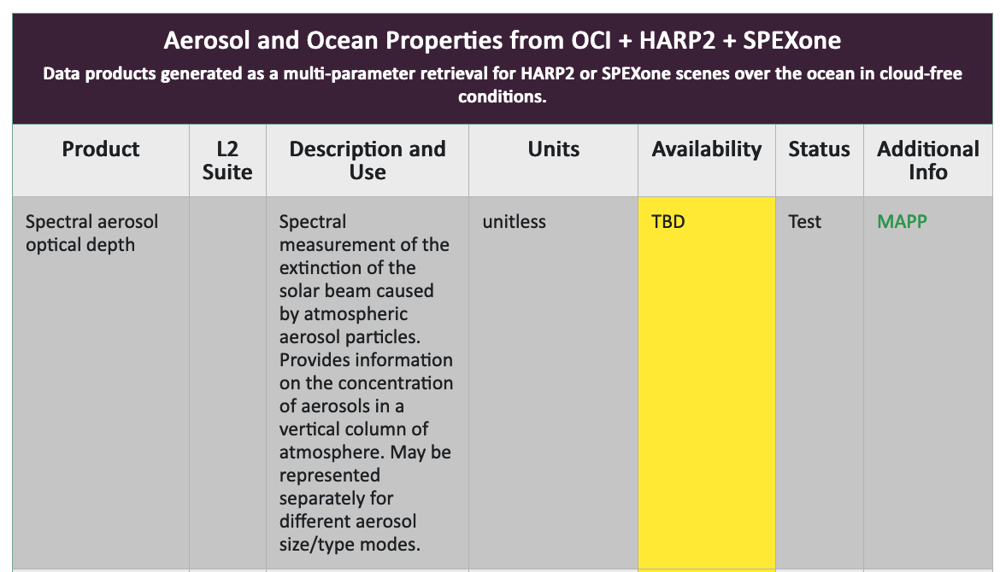 Aerosol and Ocean Properties from OCI + HARP2 + SPEXone
Data products generated as a multi-parameter retrieval for HARP2 or SPEXone scenes over the ocean in cloud-free
conditions.
Product
L2
Suite
Description and
Use
Units
Availability
Status
Additional
Info
Spectral aerosol
optical depth
Spectral
measurement of the
extinction of the
solar beam caused
by atmospheric
aerosol particles.
Provides information
on the concentration
of aerosols in a
vertical column of
atmosphere. May be
represented
separately for
different aerosol
size/type modes.
unitless
TBD
Test
MAPP